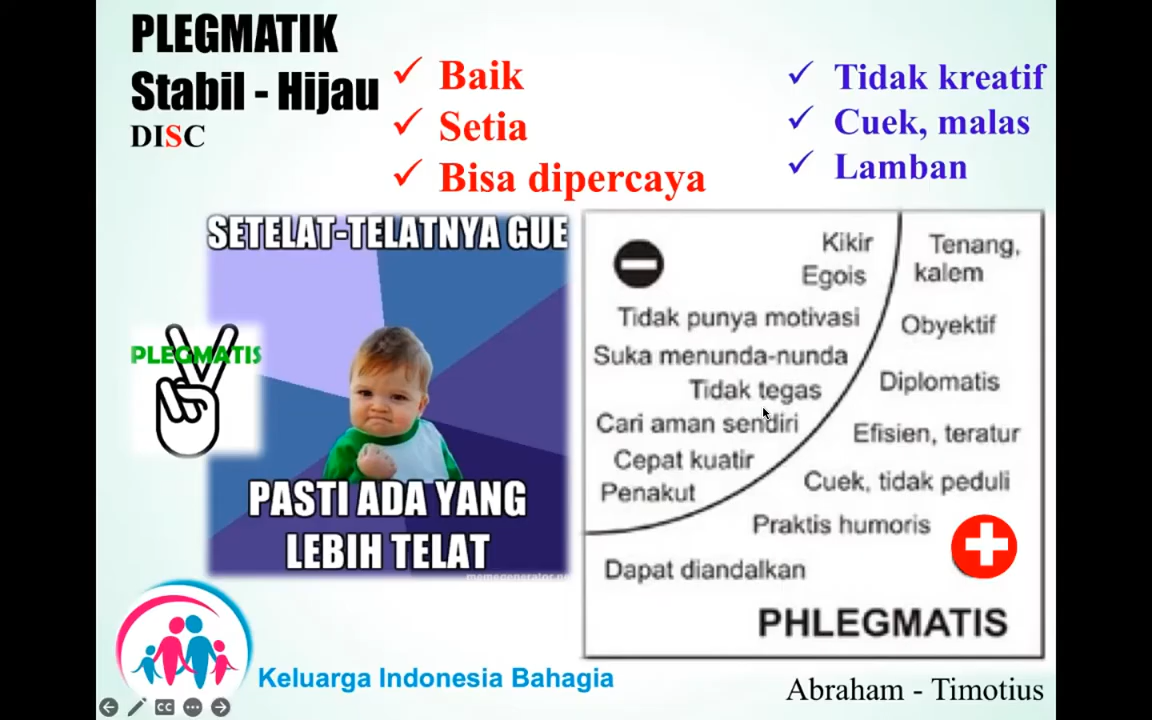 PLEGMATIK
Stabil - Hijau
DISC
✓ Baik
✓ Setia
✓ Bisa dipercaya
✓ Tidak kreatif
✓ Cuek, malas
✓ Lamban
SETELAT-TELATNYA GUE
PLEGMATIS
PASTI ADA YANG
LEBIH TELAT
memegenerator.ne
Kikir
Egois
Tidak punya motivasi
Suka menunda-nunda
Tidak tegas
Cari aman sendiri
Cepat kuatir
Penakut
Tenang,
kalem
Obyektif
Diplomatis
Efisien, teratur
Cuek, tidak peduli
Praktis humoris
Dapat diandalkan
PHLEGMATIS
Keluarga Indonesia Bahagia
Abraham - Timotius
CC